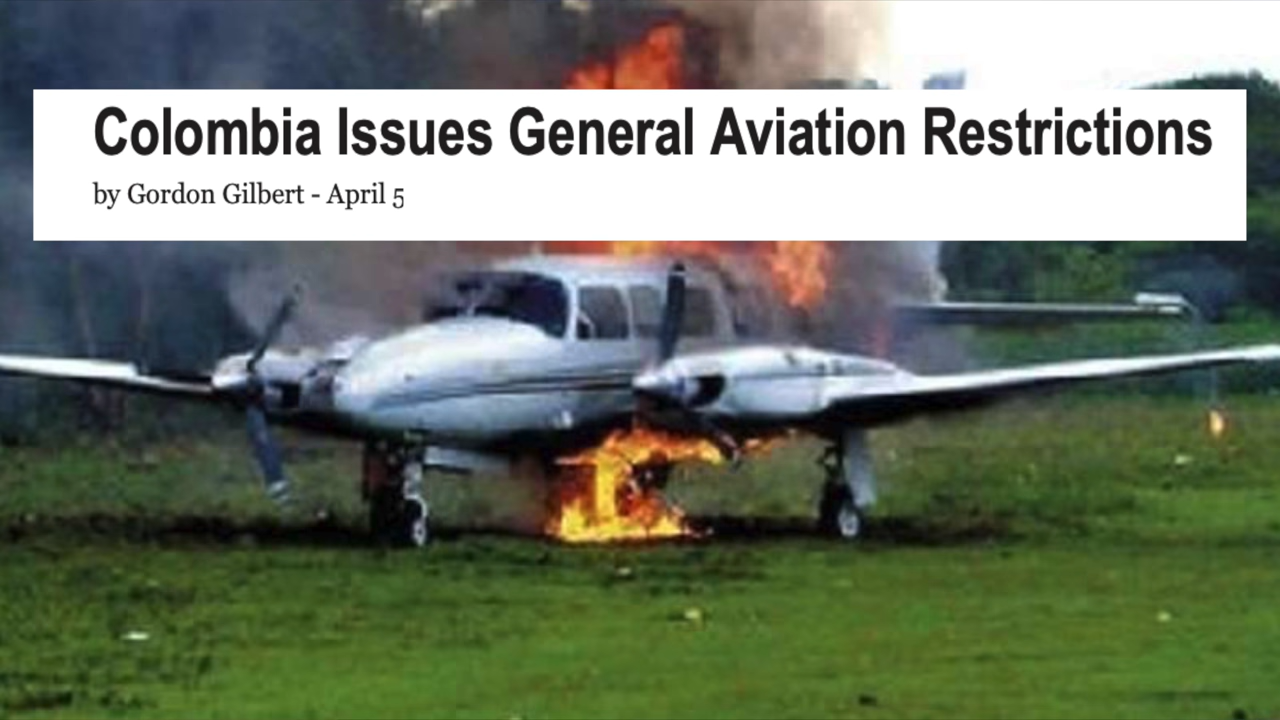 Colombia Issues General Aviation Restrictions
by Gordon Gilbert - April 5